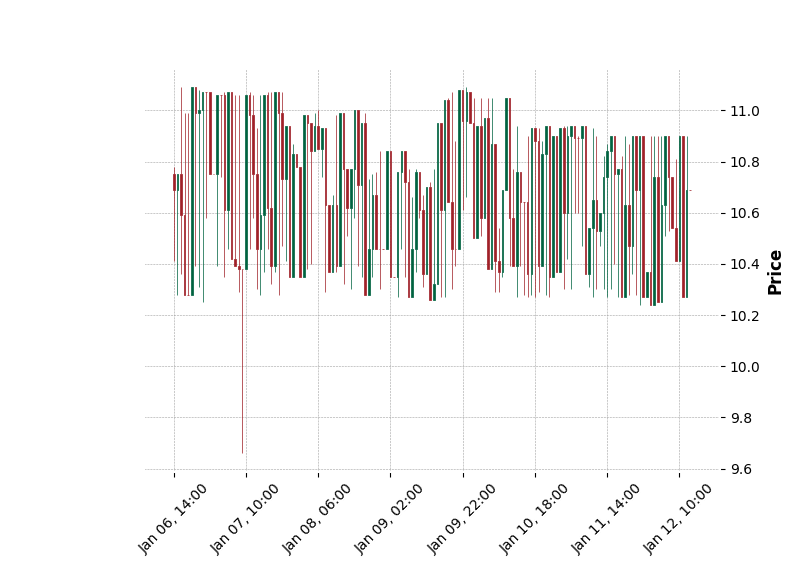 11.0
10.8
10.6
10.4
10.2
10.0
9.8
9.6
Price
Jan 06, 14:00
Jan 07, 10:00
Jan 08, 06:00
Jan 09, 02:00
Jan 09, 22:00
Jan 10, 18:00
Jan 11, 14:00
Jan 12, 10:00